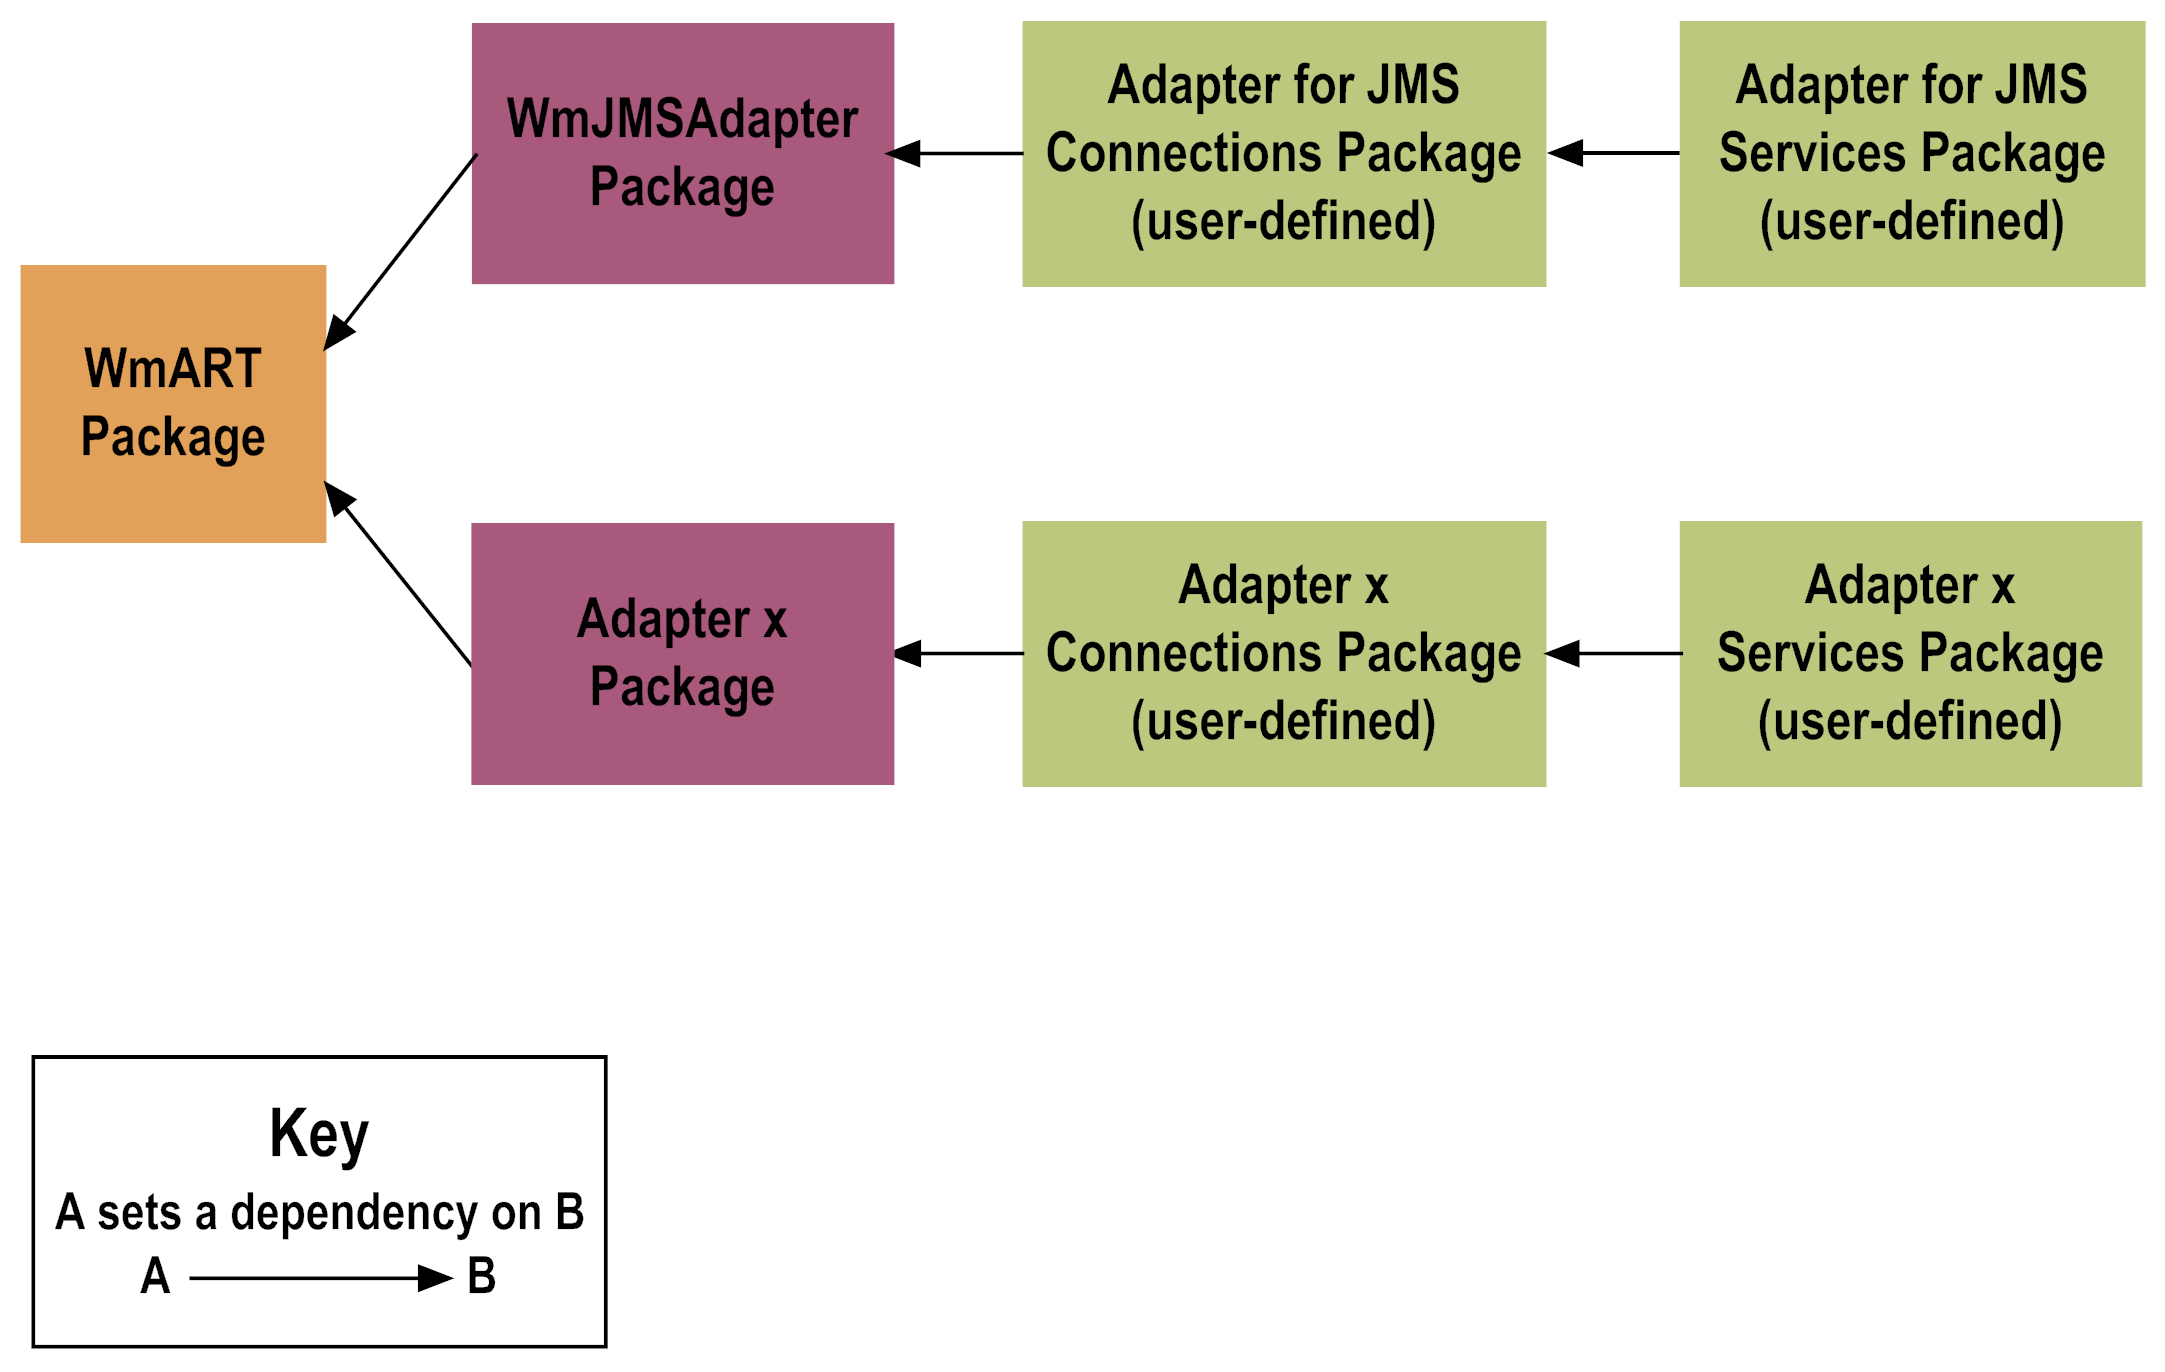 WmJMSAdapter
Package
Adapter for JMS
Connections Package
(user-defined)
Adapter for JMS
Services Package
(user-defined)
WmART
Package
Adapter x
Package
Adapter x
Connections Package
(user-defined)
Adapter x
Services Package
(user-defined)
Key
A sets a dependency on B
A B